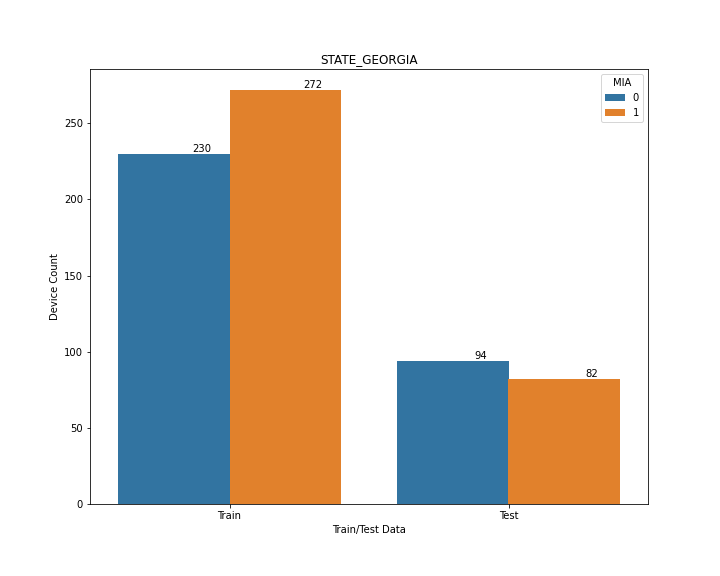 STATE_GEORGIA
MIA
0
1
272
230
94
82
250
200
150
100
50
0
Device Count
Train
Test
Train/Test Data